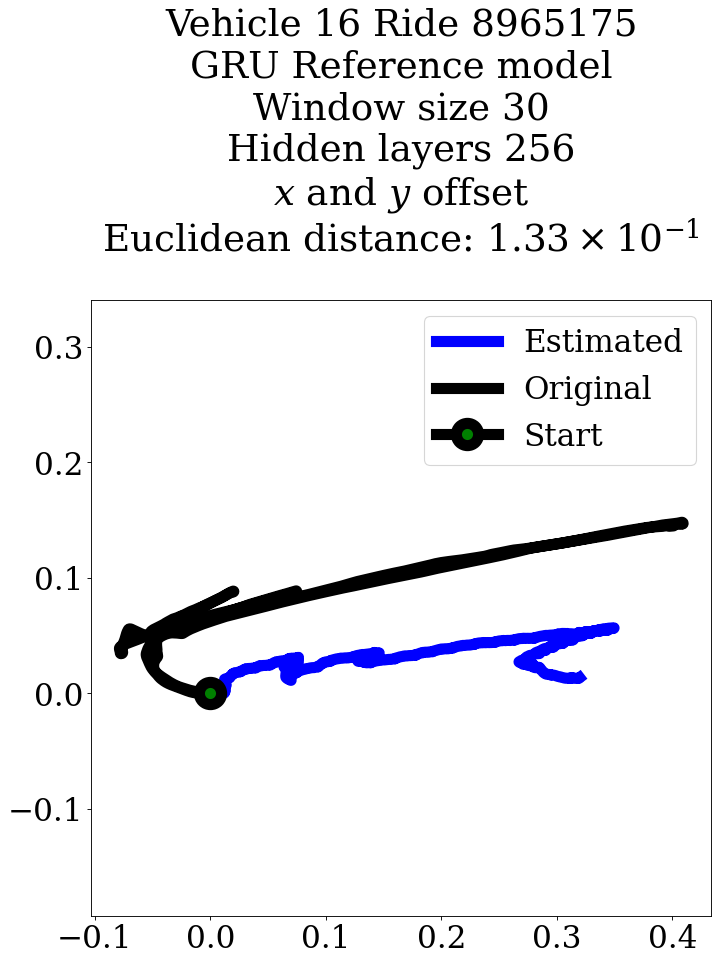 Vehicle 16 Ride 8965175
GRU Reference model
Window size 30
Hidden layers 256
x and y offset
Euclidean distance: 1.33 × 10⁻¹
Estimated
Original
Start
0.3
0.2
0.1
0.0
−0.1
−0.1 0.0 0.1 0.2 0.3 0.4